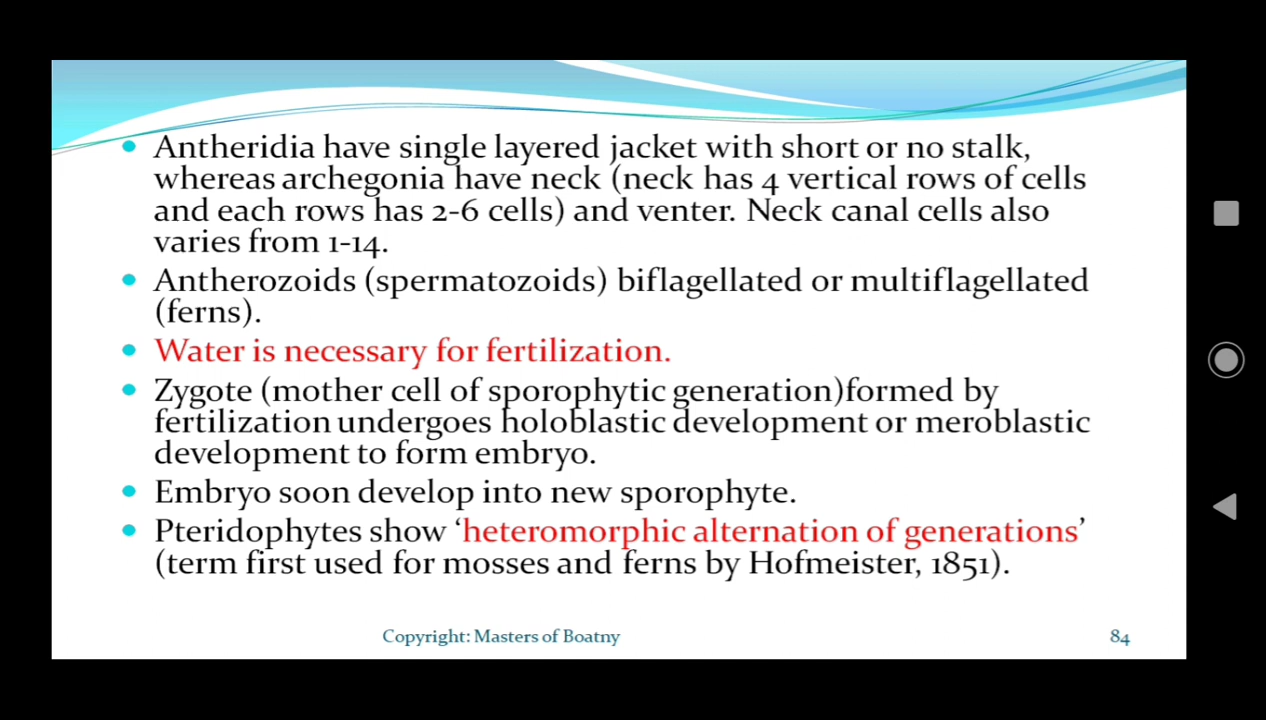 Antheridia have single layered jacket with short or no stalk,
whereas archegonia have neck (neck has 4 vertical rows of cells
and each rows has 2-6 cells) and venter. Neck canal cells also
varies from 1-14.
Antherozoids (spermatozoids) biflagellated or multiflagellated
(ferns).
Water is necessary for fertilization.
Zygote (mother cell of sporophytic generation)formed by
fertilization undergoes holoblastic development or meroblastic
development to form embryo.
Embryo soon develop into new sporophyte.
Pteridophytes show ‘heteromorphic alternation of generations’
(term first used for mosses and ferns by Hofmeister, 1851).
Copyright: Masters of Boatny
84